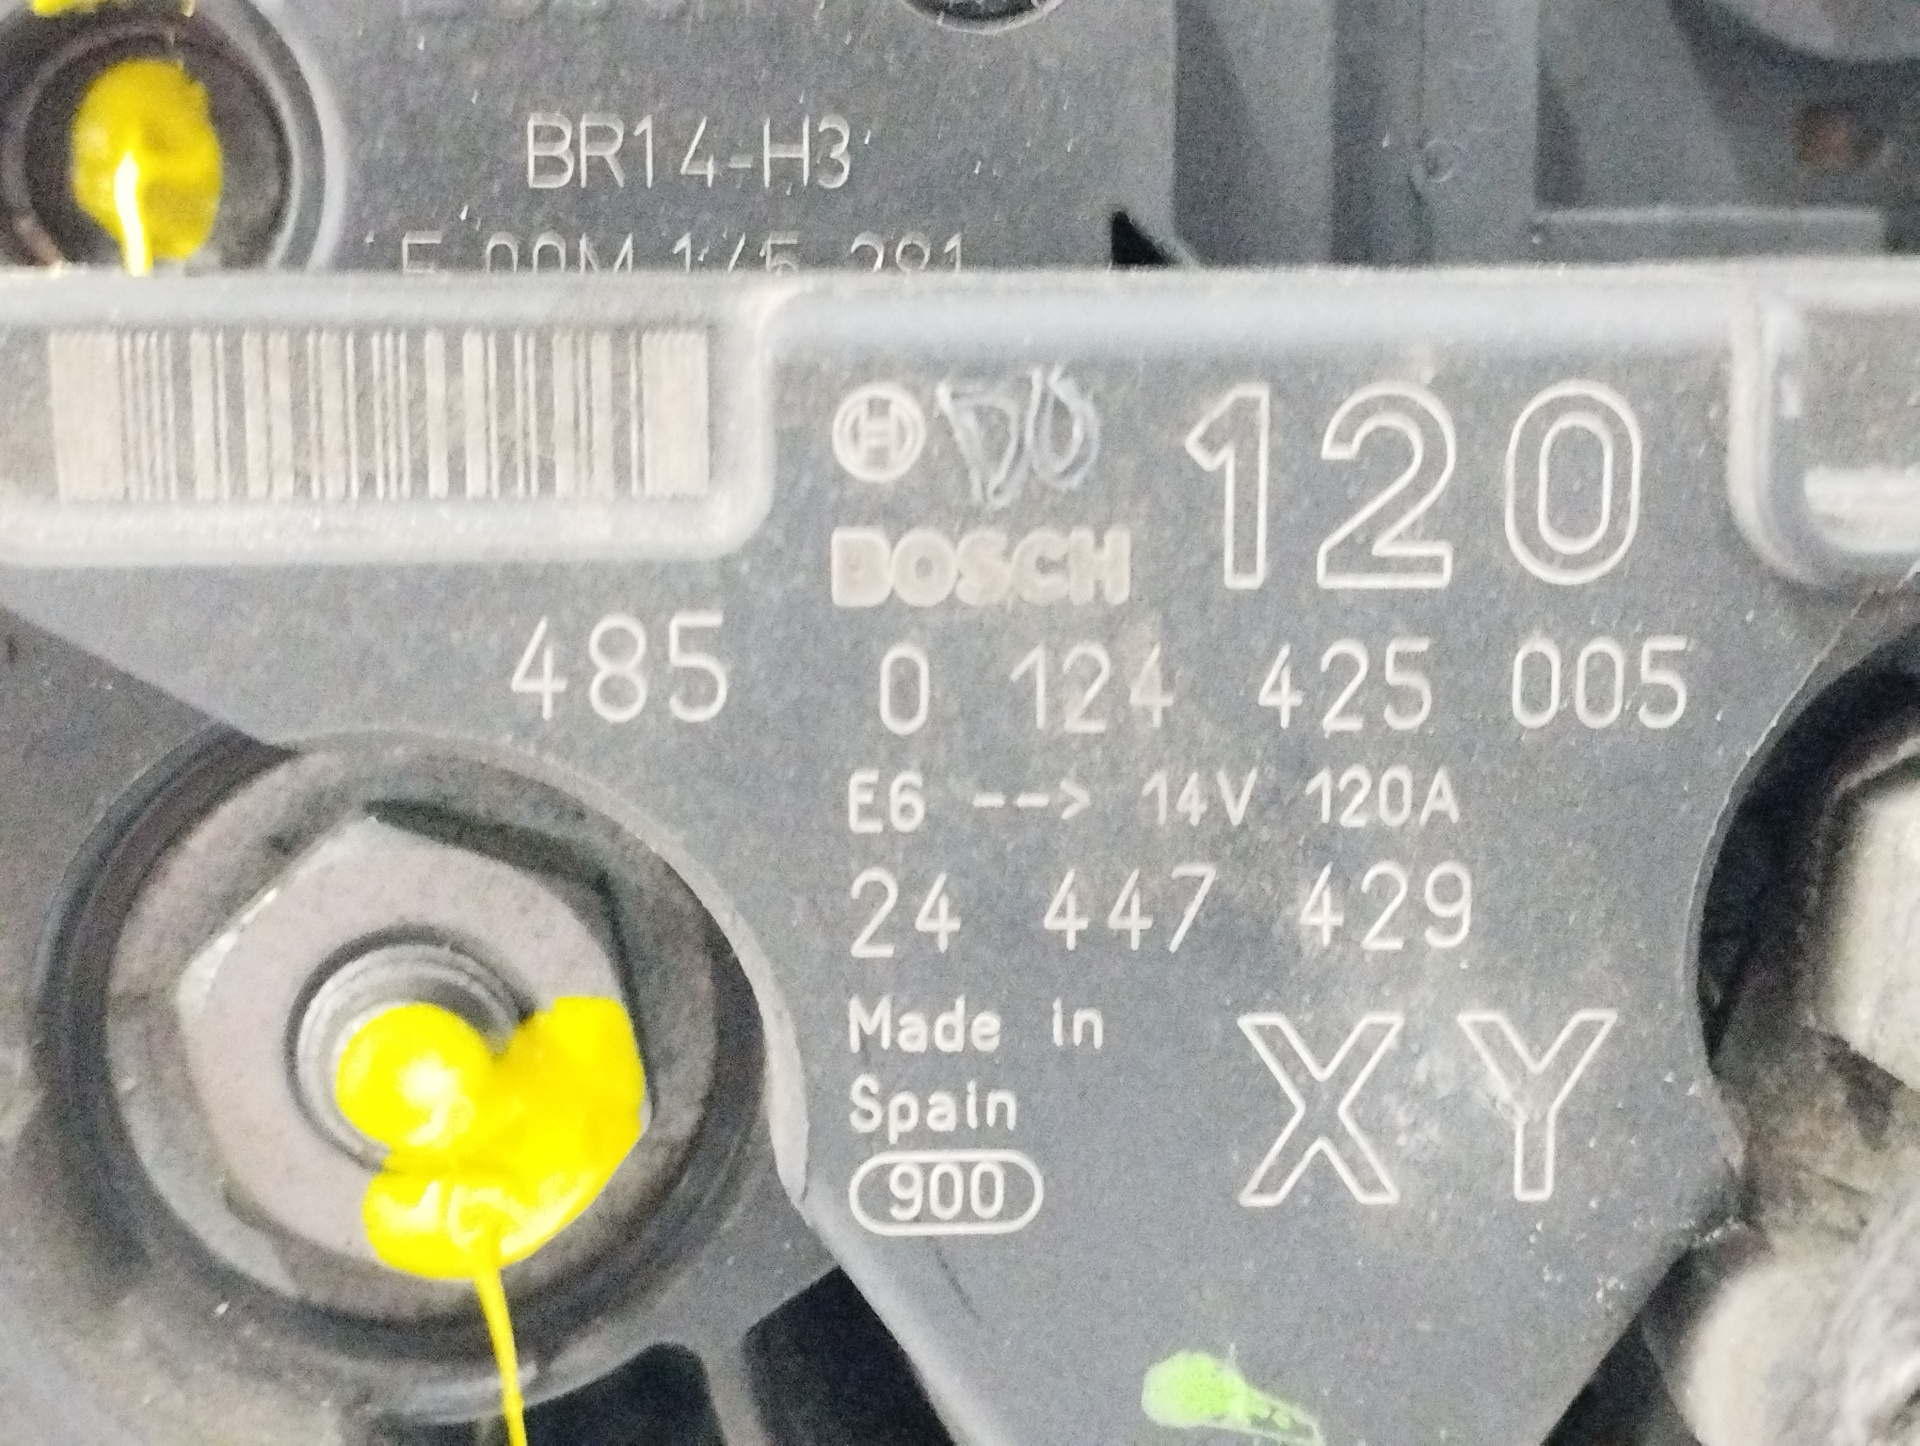 BR14-H3
120
BOSCH
485
0 124 425 005
E6 --> 14V 120A
24 447 429
Made in
Spain
XY
900